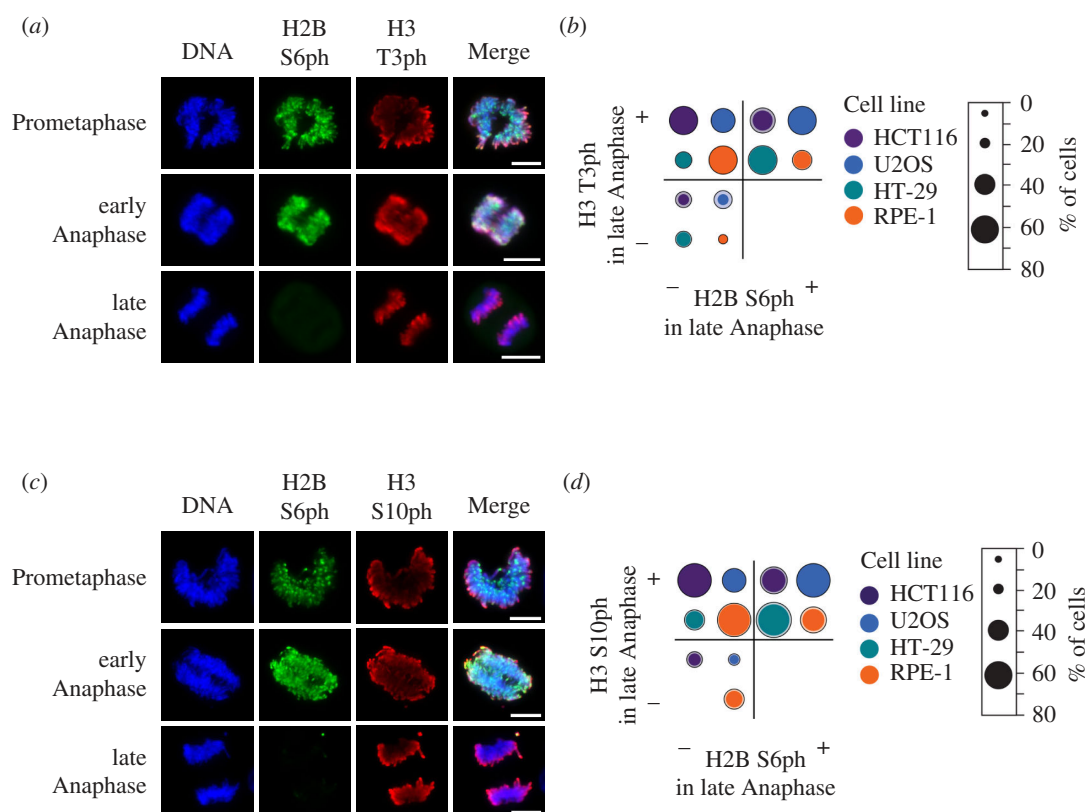 (a)
DNA
H2B
S6ph
H3
T3ph
Merge
Prometaphase
early
Anaphase
late
Anaphase
(b)
H3 T3ph
in late Anaphase
+
–
– H2B S6ph +
in late Anaphase
Cell line
HCT116
U2OS
HT-29
RPE-1
0
20
40
60
80
% of cells
(c)
DNA
H2B
S6ph
H3
S10ph
Merge
Prometaphase
early
Anaphase
late
Anaphase
(d)
H3 S10ph
in late Anaphase
+
–
– H2B S6ph +
in late Anaphase
Cell line
HCT116
U2OS
HT-29
RPE-1
0
20
40
60
80
% of cells